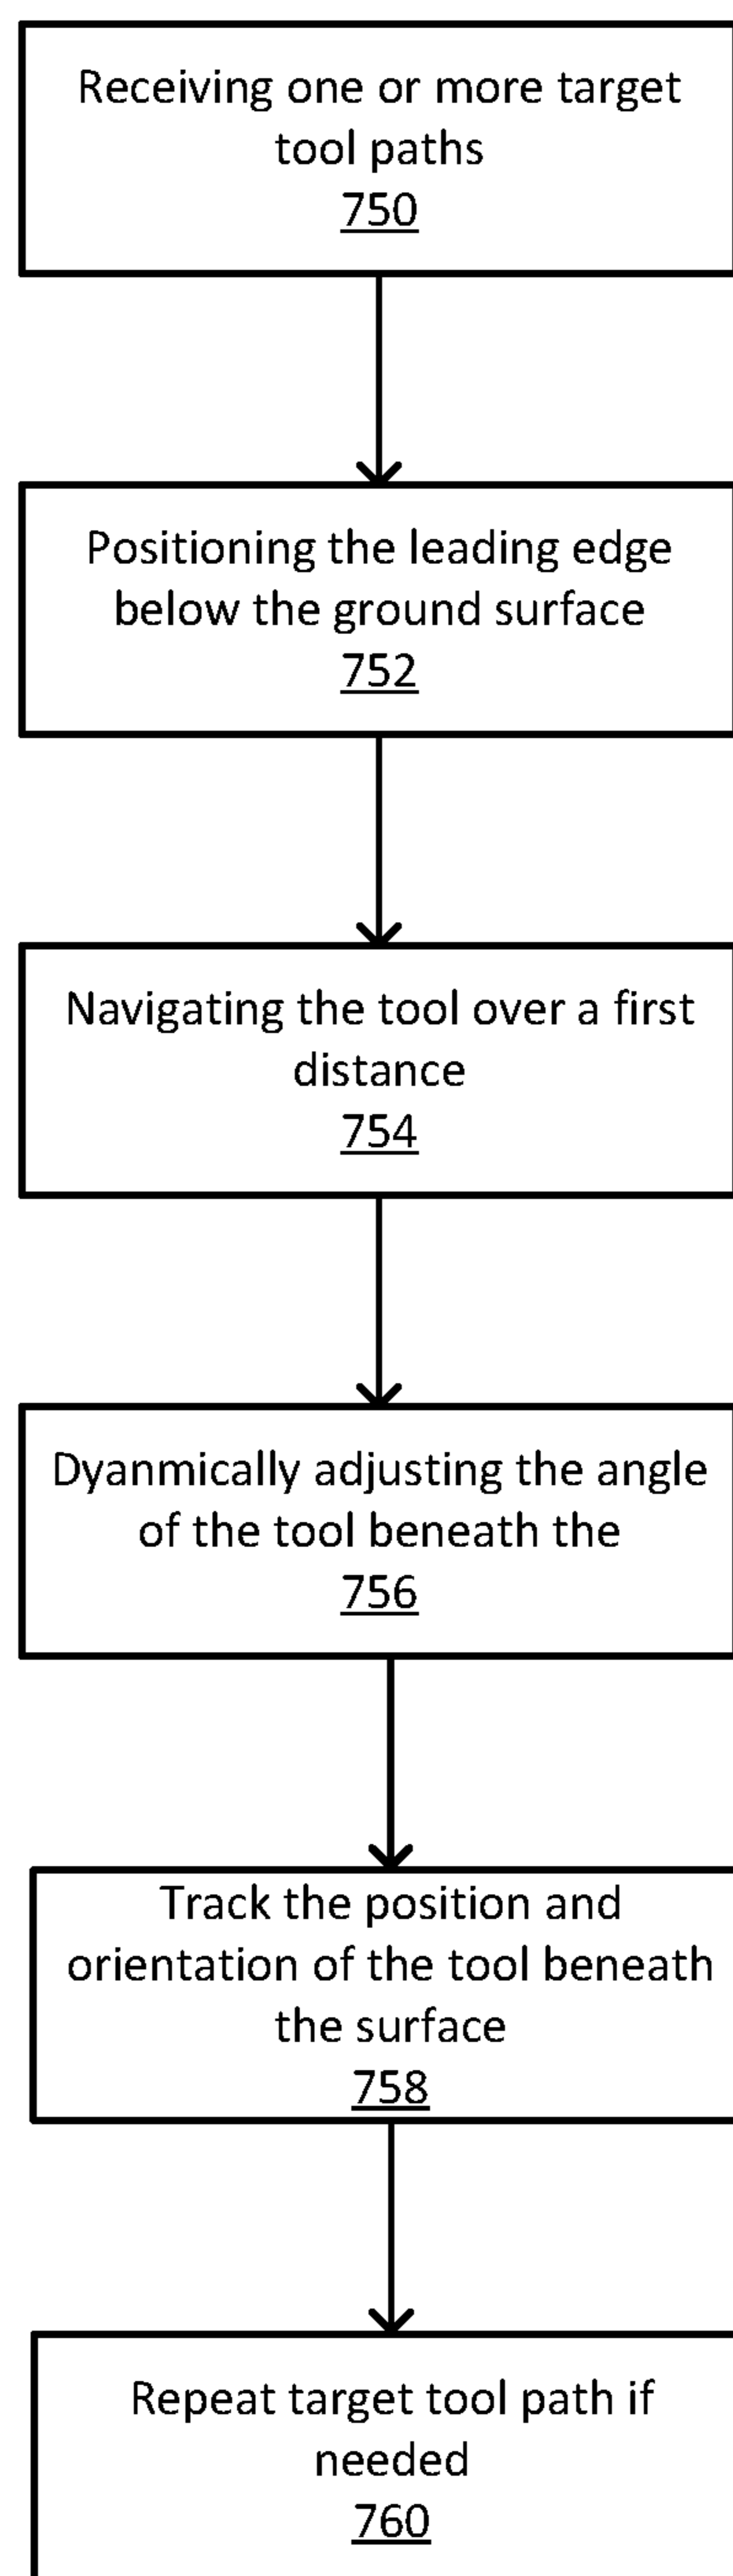 Receiving one or more target
tool paths
750
Positioning the leading edge
below the ground surface
752
Navigating the tool over a first
distance
754
Dyanmically adjusting the angle
of the tool beneath the
756
Track the position and
orientation of the tool beneath
the surface
758
Repeat target tool path if
needed
760